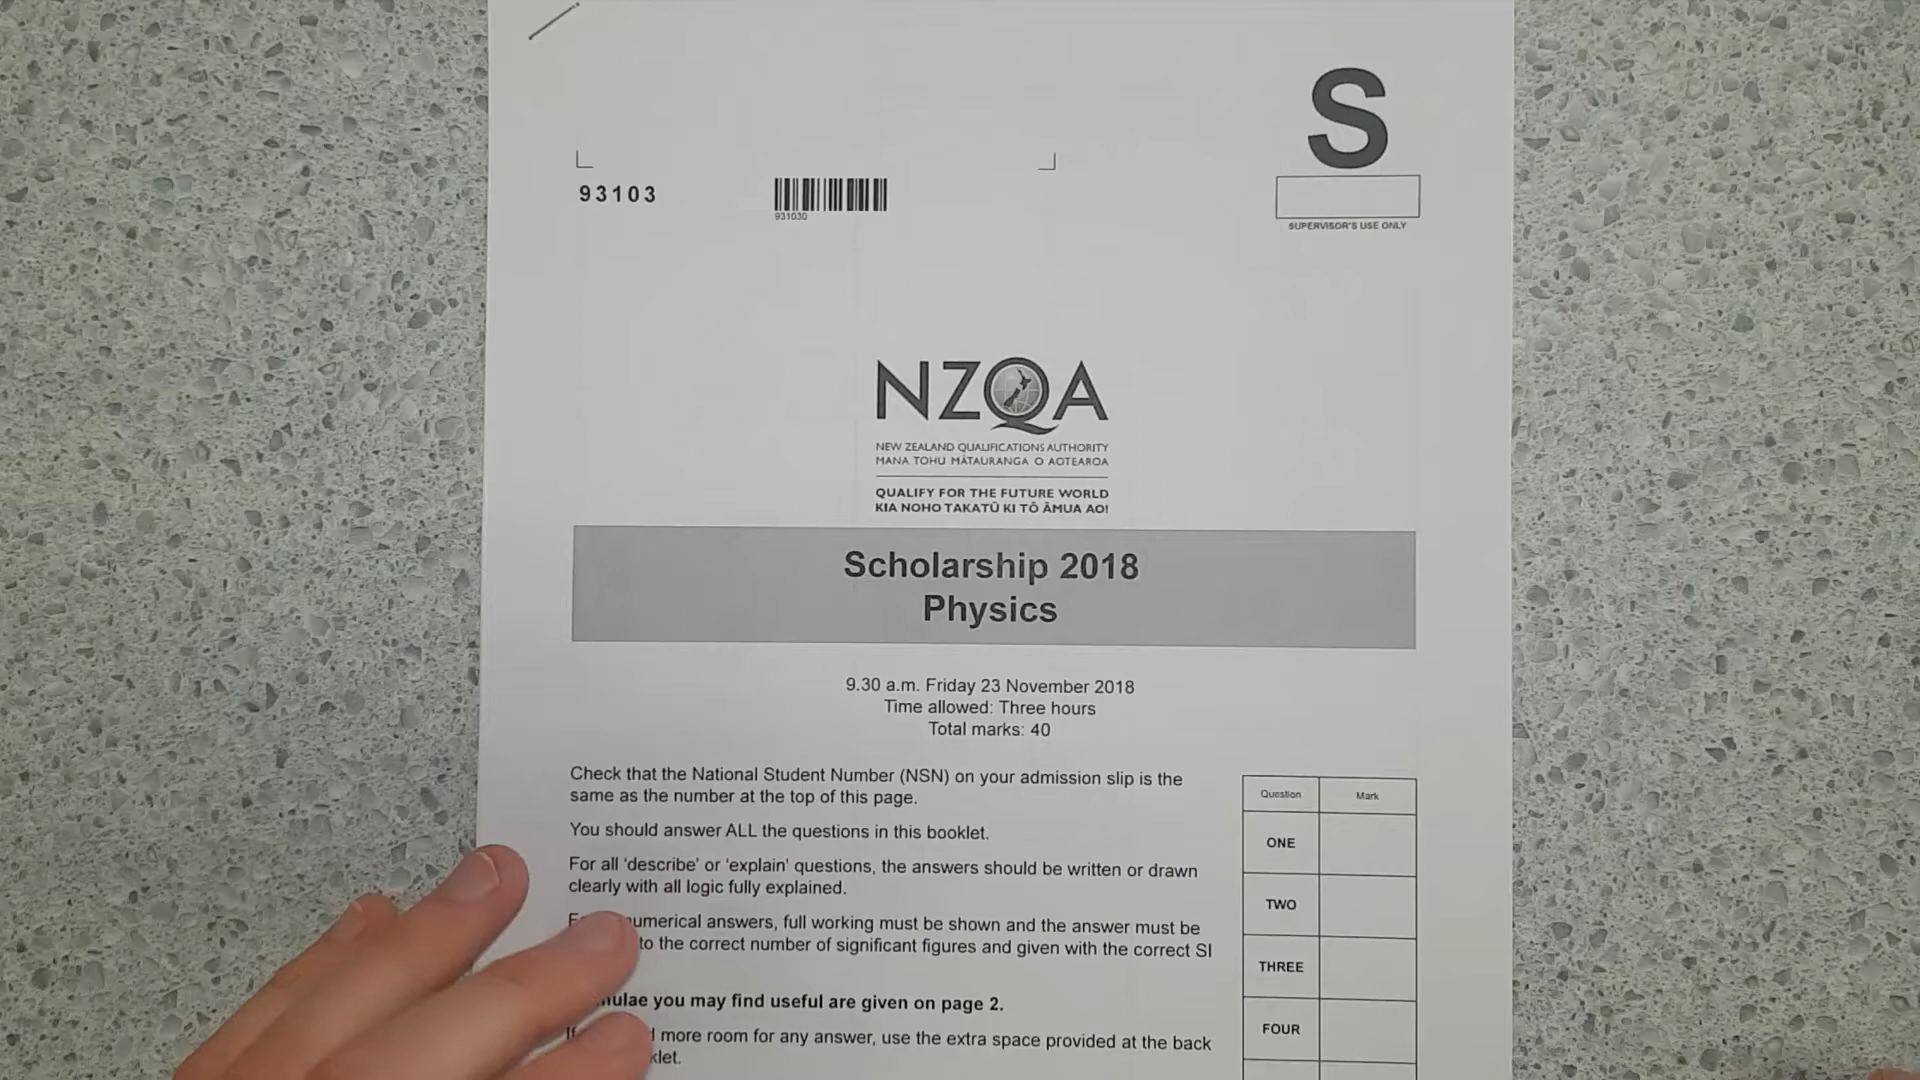 S
93103
931030
SUPERVISOR'S USE ONLY
NZQA
NEW ZEALAND QUALIFICATIONS AUTHORITY
MANA TOHU MĀTAURANGA O AOTEAROA
QUALIFY FOR THE FUTURE WORLD
KIA NOHO TAKATŪ KI TŌ ĀMUA AO!
Scholarship 2018
Physics
9.30 a.m. Friday 23 November 2018
Time allowed: Three hours
Total marks: 40
Check that the National Student Number (NSN) on your admission slip is the
same as the number at the top of this page.
You should answer ALL the questions in this booklet.
For all 'describe' or 'explain' questions, the answers should be written or drawn
clearly with all logic fully explained.
numerical answers, full working must be shown and the answer must be
to the correct number of significant figures and given with the correct SI
you may find useful are given on page 2.
If more room for any answer, use the extra space provided at the back
Question Mark
ONE
TWO
THREE
FOUR